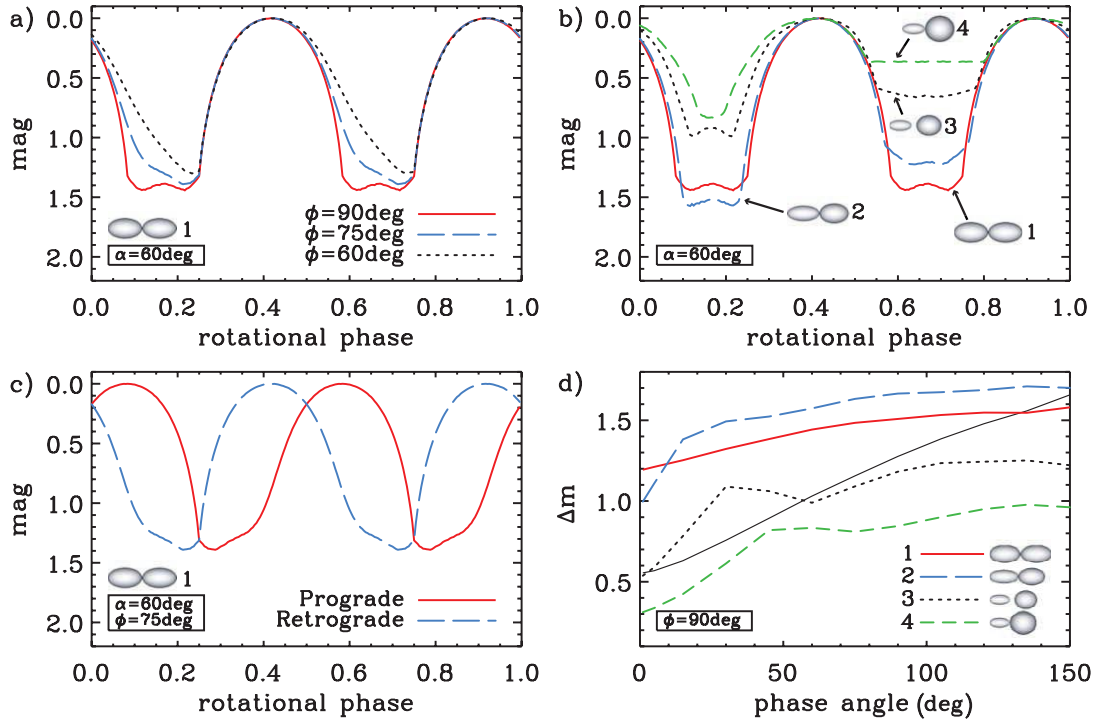 a)
0.0
0.5
1.0
1.5
2.0
mag
1
α=60deg
ϕ=90deg
ϕ=75deg
ϕ=60deg
0.0 0.2 0.4 0.6 0.8 1.0
rotational phase
b)
0.0
0.5
1.0
1.5
2.0
mag
4
3
2
1
α=60deg
0.0 0.2 0.4 0.6 0.8 1.0
rotational phase
c)
0.0
0.5
1.0
1.5
2.0
mag
1
α=60deg
ϕ=75deg
Prograde
Retrograde
0.0 0.2 0.4 0.6 0.8 1.0
rotational phase
d)
1.5
1.0
0.5
Δm
1
2
3
4
ϕ=90deg
0 50 100 150
phase angle (deg)